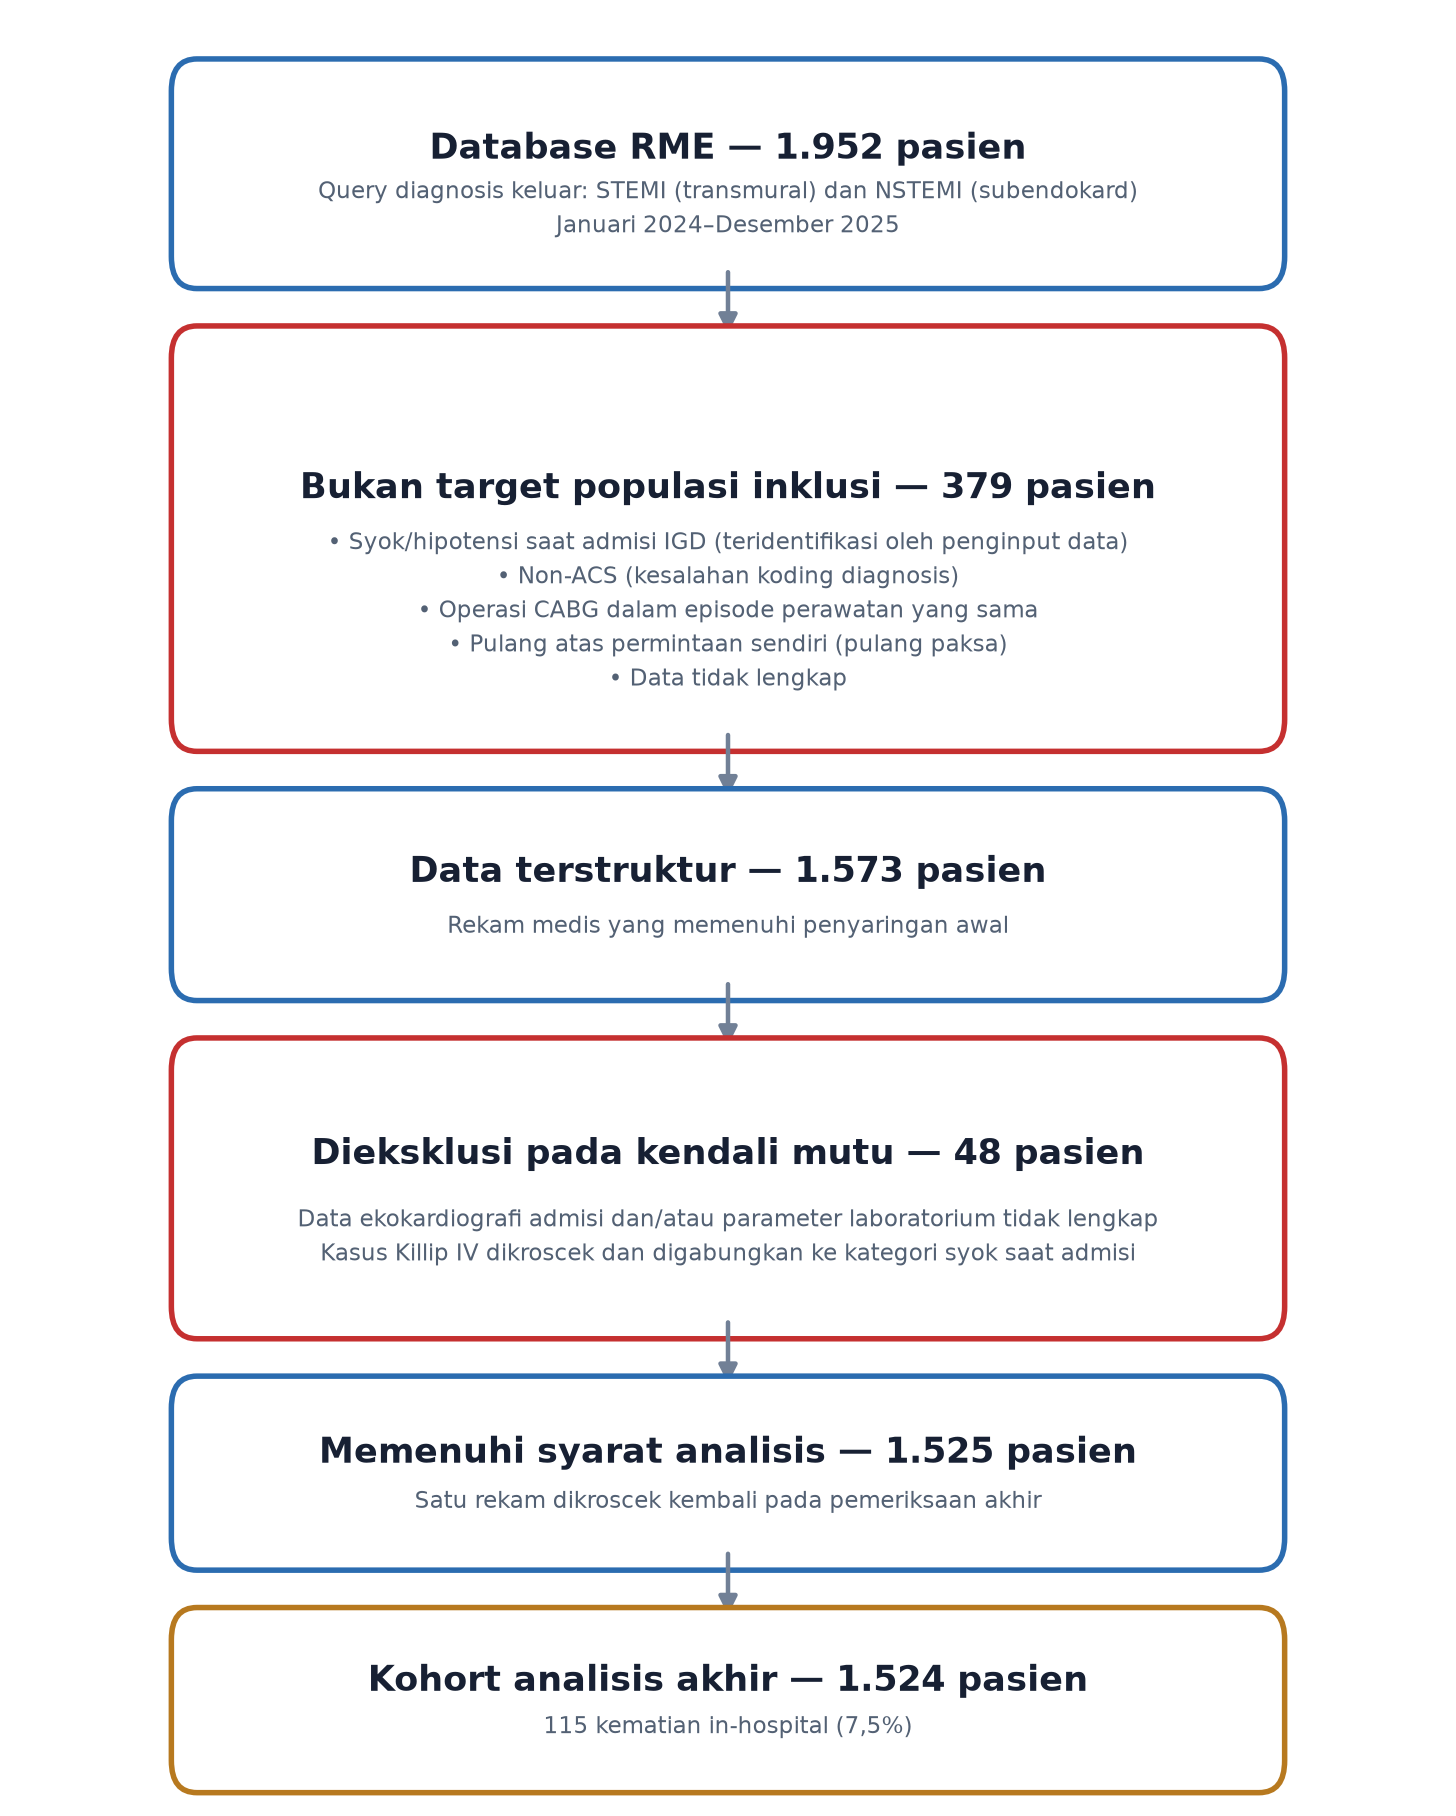 Database RME — 1.952 pasien
Query diagnosis keluar: STEMI (transmural) dan NSTEMI (subendokard)
Januari 2024–Desember 2025
Bukan target populasi inklusi — 379 pasien
• Syok/hipotensi saat admisi IGD (teridentifikasi oleh penginput data)
• Non-ACS (kesalahan koding diagnosis)
• Operasi CABG dalam episode perawatan yang sama
• Pulang atas permintaan sendiri (pulang paksa)
• Data tidak lengkap
Data terstruktur — 1.573 pasien
Rekam medis yang memenuhi penyaringan awal
Dieksklusi pada kendali mutu — 48 pasien
Data ekokardiografi admisi dan/atau parameter laboratorium tidak lengkap
Kasus Killip IV dikroscek dan digabungkan ke kategori syok saat admisi
Memenuhi syarat analisis — 1.525 pasien
Satu rekam dikroscek kembali pada pemeriksaan akhir
Kohort analisis akhir — 1.524 pasien
115 kematian in-hospital (7,5%)